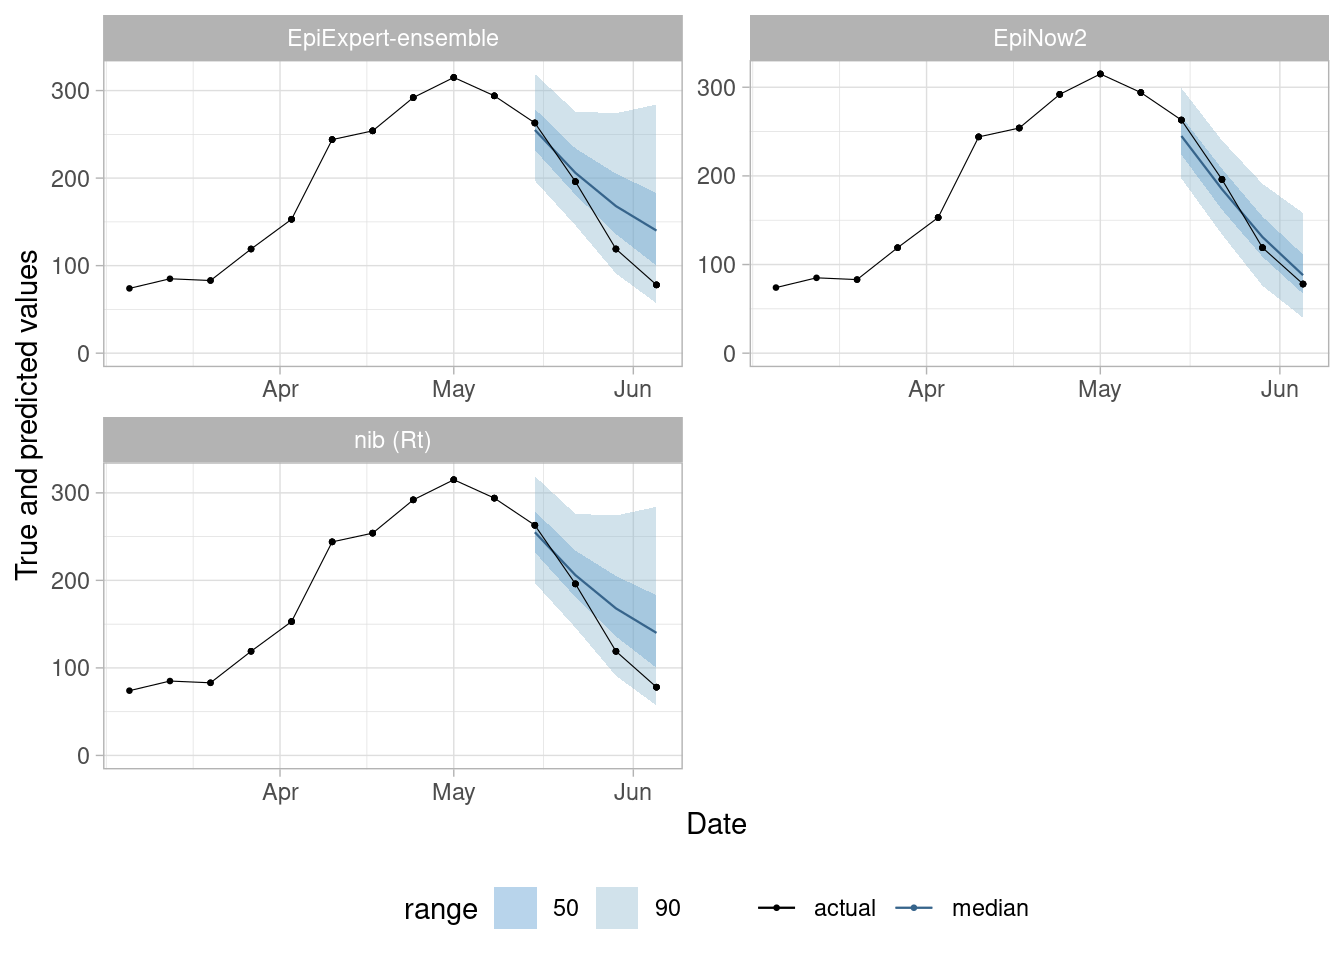 EpiExpert-ensemble
EpiNow2
300
200
100
0
Apr May Jun
300
200
100
0
Apr May Jun
True and predicted values
nib (Rt)
300
200
100
0
Apr May Jun
Date
range 50 90 actual median